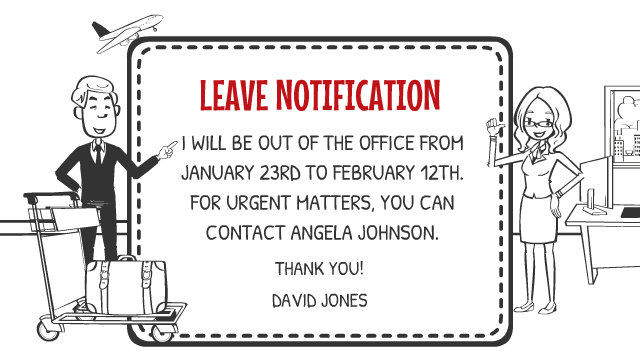 LEAVE NOTIFICATION
I WILL BE OUT OF THE OFFICE FROM
JANUARY 23RD TO FEBRUARY 12TH.
FOR URGENT MATTERS, YOU CAN
CONTACT ANGELA JOHNSON.
THANK YOU!
DAVID JONES